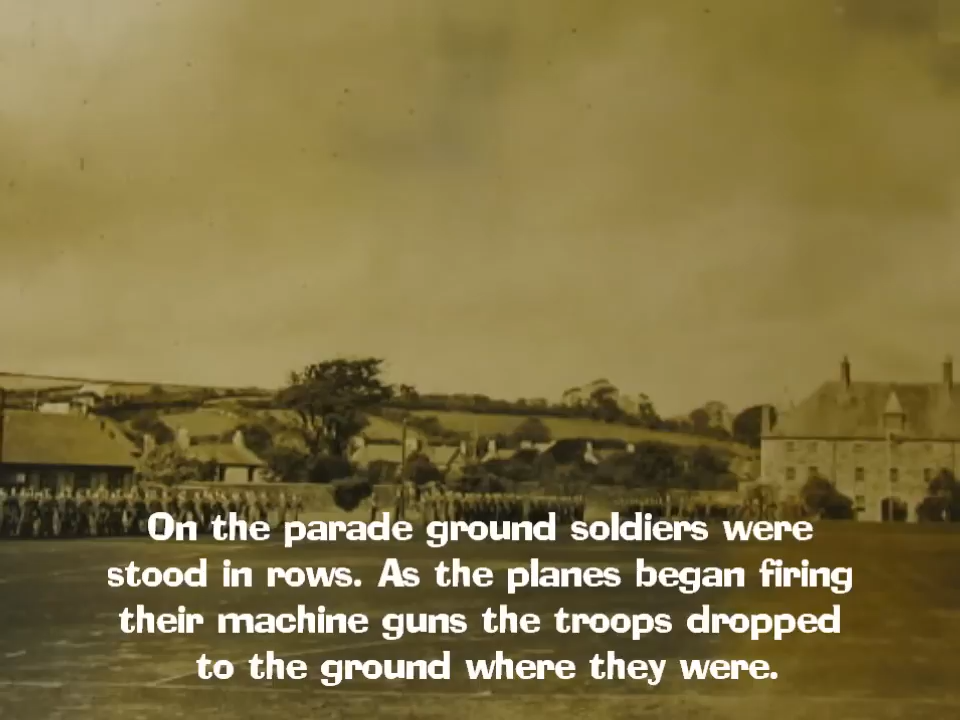 On the parade ground soldiers were
stood in rows. As the planes began firing
their machine guns the troops dropped
to the ground where they were.